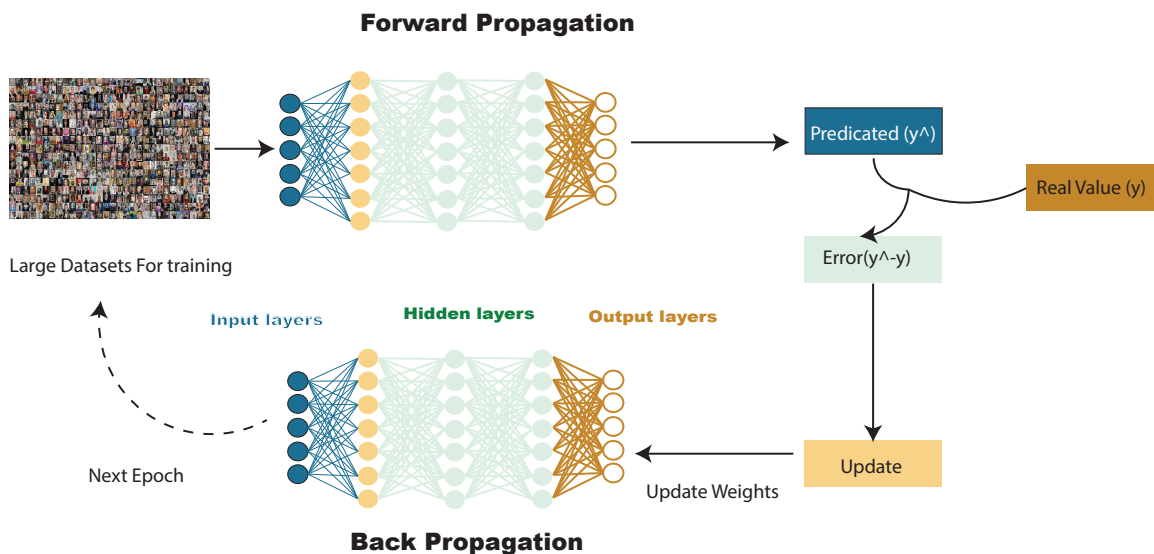 Forward Propagation
Predicated (y^)
Real Value (y)
Error(y^-y)
Large Datasets For training
Input layers
Hidden layers
Output layers
Update
Next Epoch
Update Weights
Back Propagation